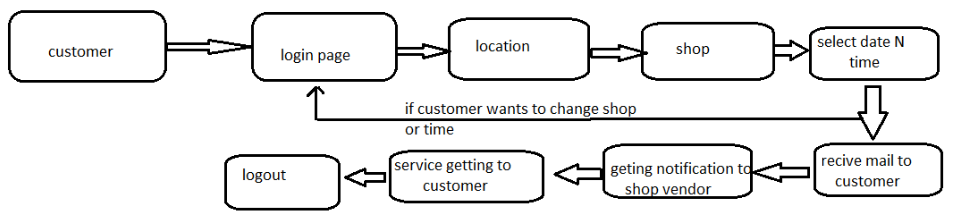 customer
login page
location
shop
select date N
time
if customer wants to change shop
or time
recive mail to
customer
geting notification to
shop vendor
service getting to
customer
logout